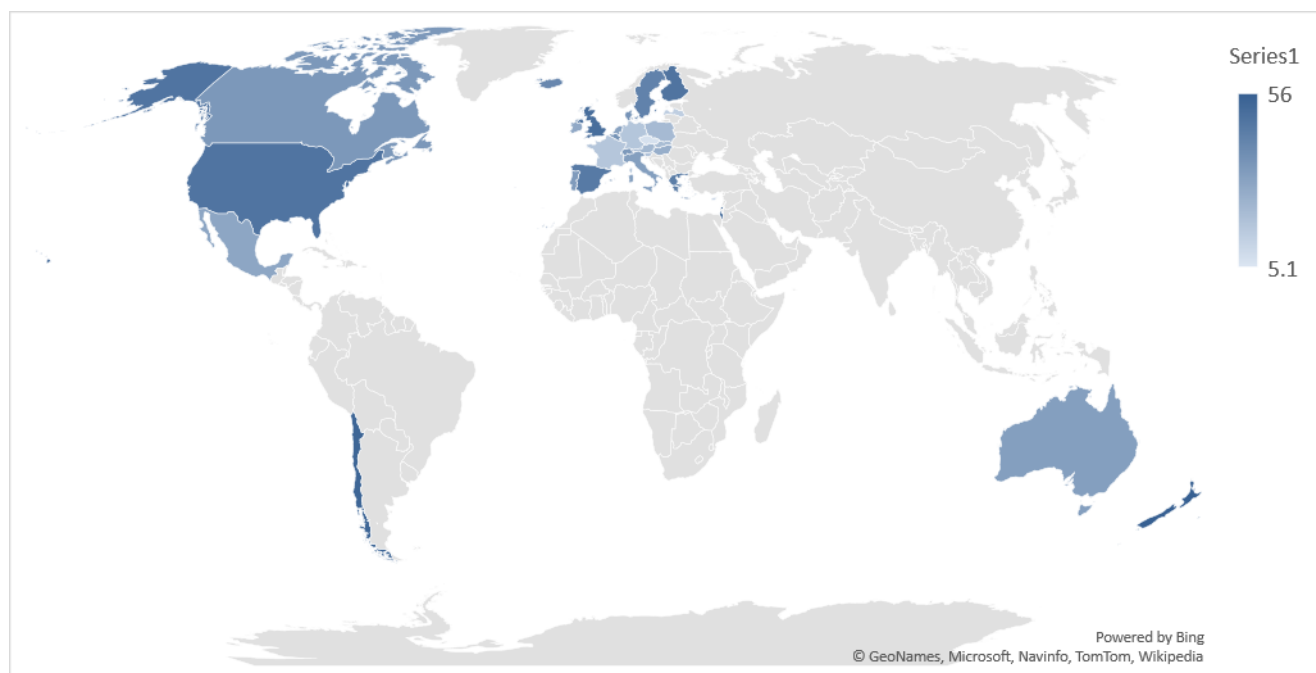 Series1
56
5.1
Powered by Bing
© GeoNames, Microsoft, Navinfo, TomTom, Wikipedia